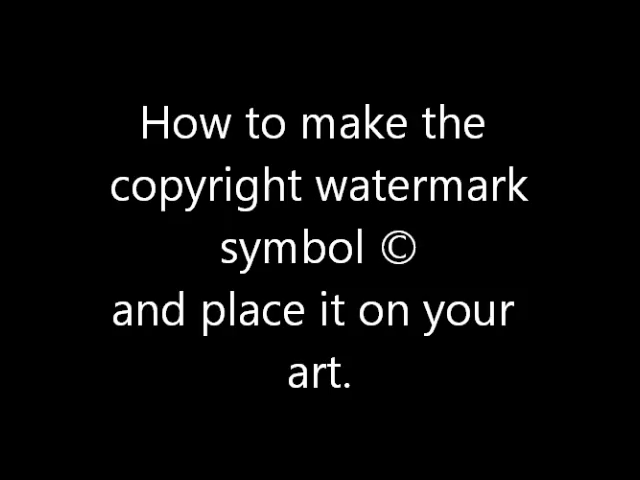 How to make the
copyright watermark
symbol ©
and place it on your
art.